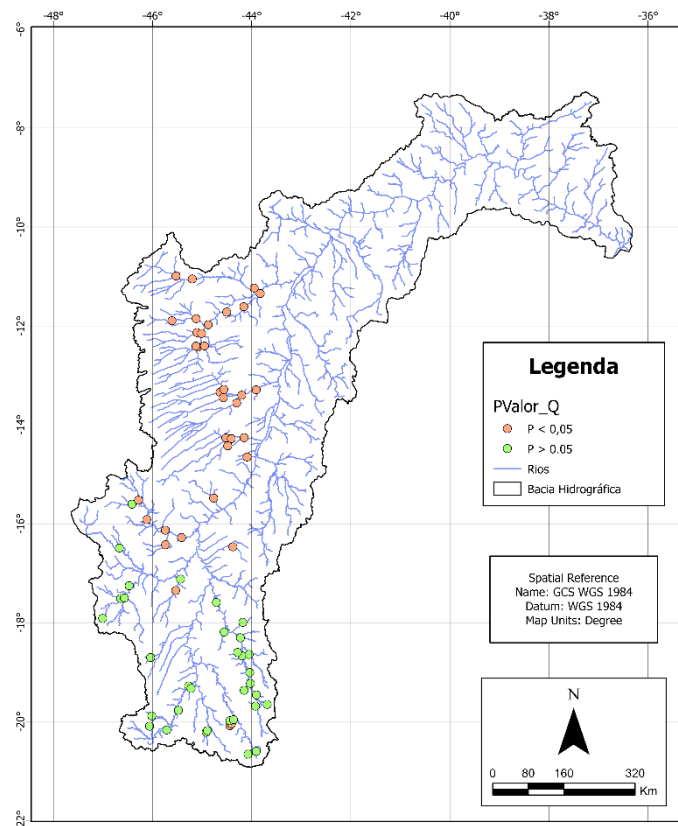 -48° -46° -44° -42° -40° -38° -36°
-6°
-8°
-10°
-12°
-14°
-16°
-18°
-20°
22°
Legenda
PValor_Q
P < 0,05
P > 0.05
Rios
Bacia Hidrográfica
Spatial Reference
Name: GCS WGS 1984
Datum: WGS 1984
Map Units: Degree
N
0 80 160 320
Km